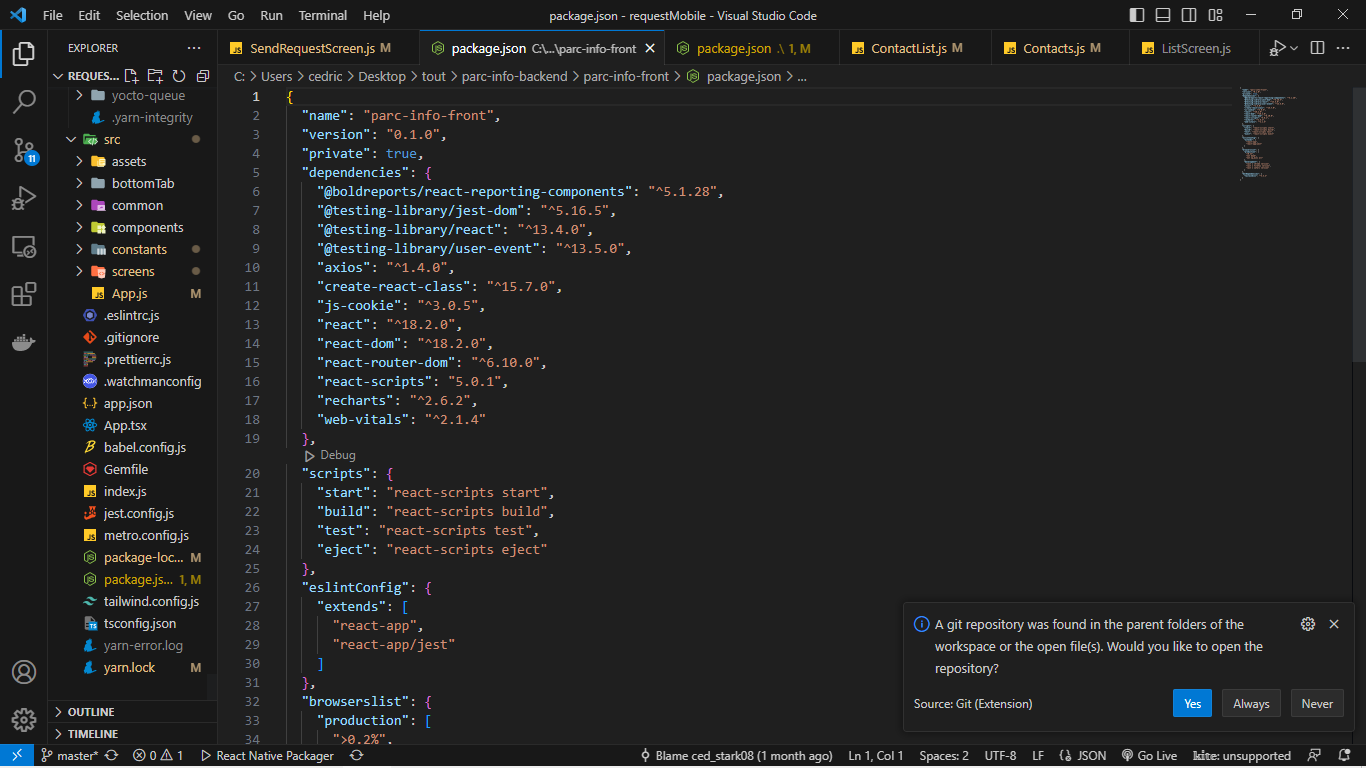 File Edit Selection View Go Run Terminal Help
package.json - requestMobile - Visual Studio Code
EXPLORER
REQUES...
yocto-queue
.yarn-integrity
src
assets
bottomTab
common
components
constants
screens
App.js M
.eslintrc.js
.gitignore
.prettierrc.js
.watchmanconfig
app.json
App.tsx
babel.config.js
Gemfile
index.js
jest.config.js
metro.config.js
package-loc... M
package.js... 1, M
tailwind.config.js
tsconfig.json
yarn-error.log
yarn.lock M
OUTLINE
TIMELINE
11
SendRequestScreen.js M
package.json C:\...\parc-info-front
package.json .\ 1, M
ContactList.js M
Contacts.js M
ListScreen.js
C: > Users > cedric > Desktop > tout > parc-info-backend > parc-info-front > package.json > ...
1 {
2 "name": "parc-info-front",
3 "version": "0.1.0",
4 "private": true,
5 "dependencies": {
6 "@boldreports/react-reporting-components": "^5.1.28",
7 "@testing-library/jest-dom": "^5.16.5",
8 "@testing-library/react": "^13.4.0",
9 "@testing-library/user-event": "^13.5.0",
10 "axios": "^1.4.0",
11 "create-react-class": "^15.7.0",
12 "js-cookie": "^3.0.5",
13 "react": "^18.2.0",
14 "react-dom": "^18.2.0",
15 "react-router-dom": "^6.10.0",
16 "react-scripts": "5.0.1",
17 "recharts": "^2.6.2",
18 "web-vitals": "^2.1.4"
19 },
Debug
20 "scripts": {
21 "start": "react-scripts start",
22 "build": "react-scripts build",
23 "test": "react-scripts test",
24 "eject": "react-scripts eject"
25 },
26 "eslintConfig": {
27 "extends": [
28 "react-app",
29 "react-app/jest"
30 ]
31 },
32 "browserslist": {
33 "production": [
34 ">0.2%",
A git repository was found in the parent folders of the
workspace or the open file(s). Would you like to open the
repository?
Source: Git (Extension)
Yes
Always
Never
master* 0 1 React Native Packager
Blame ced_stark08 (1 month ago) Ln 1, Col 1 Spaces: 2 UTF-8 LF {} JSON Go Live kite: unsupported